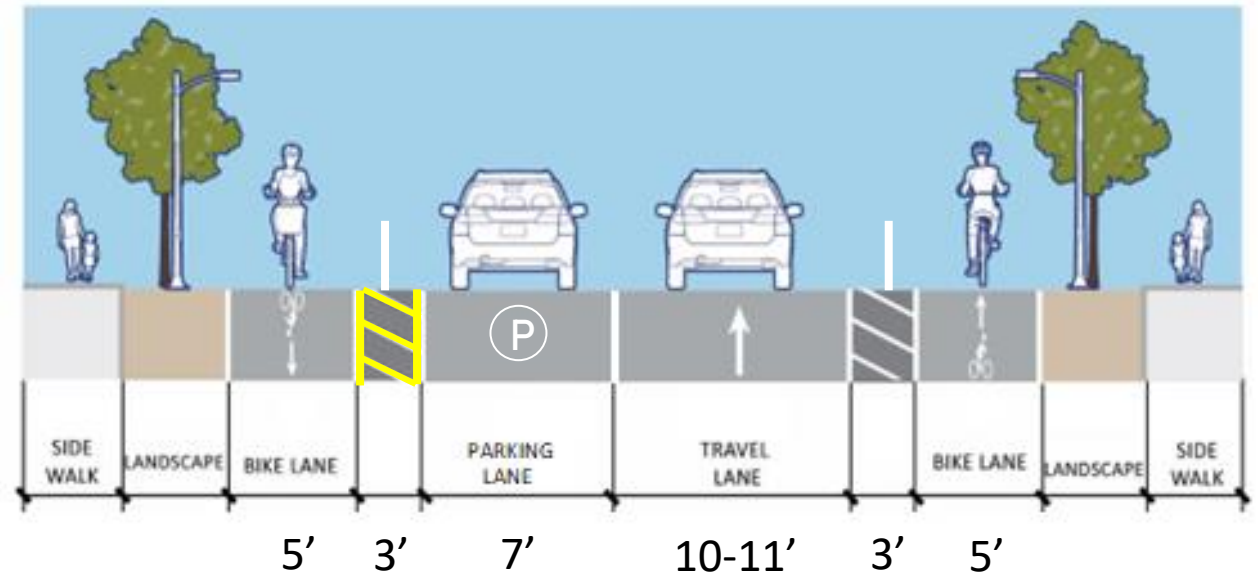 P
SIDE
WALK
LANDSCAPE
BIKE LANE
PARKING
LANE
TRAVEL
LANE
BIKE LANE
LANDSCAPE
SIDE
WALK
5’ 3’ 7’ 10-11’ 3’ 5’